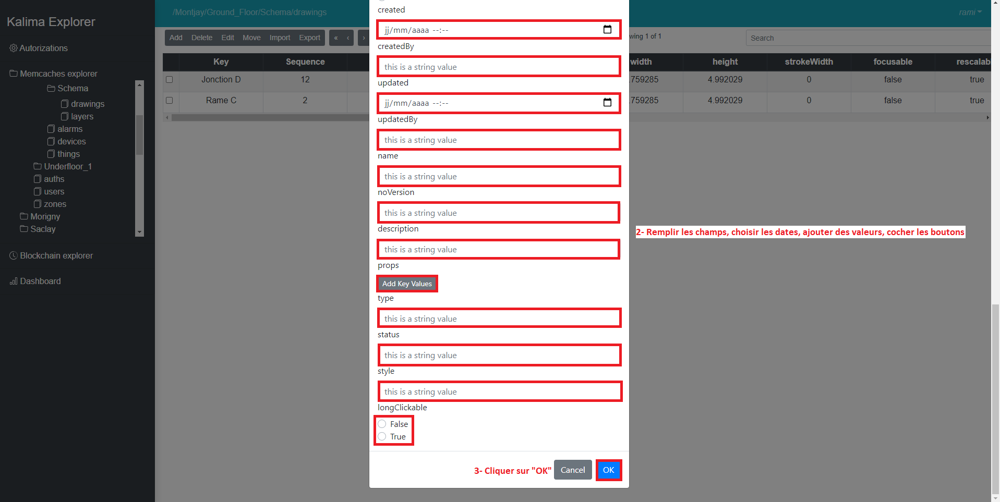 /Montjay/Ground_Floor/Schema/drawings
rami
Kalima Explorer
Autorizations
Memcaches explorer
Schema
drawings
layers
alarms
devices
things
Underfloor_1
auths
users
zones
Morigny
Saclay
Blockchain explorer
Dashboard
Add Delete Edit Move Import Export « ‹ ›
wing 1 of 1
Search
Key Sequence width height strokeWidth focusable rescalab
Jonction D 12 .759285 4.992029 0 false true
Rame C 2 .759285 4.992029 0 false true
created
jj/mm/aaaa --:--
createdBy
this is a string value
updated
jj/mm/aaaa --:--
updatedBy
this is a string value
name
this is a string value
noVersion
this is a string value
description
this is a string value
props
Add Key Values
type
this is a string value
status
this is a string value
style
this is a string value
longClickable
False
True
2- Remplir les champs, choisir les dates, ajouter des valeurs, cocher les boutons
3- Cliquer sur "OK" Cancel OK